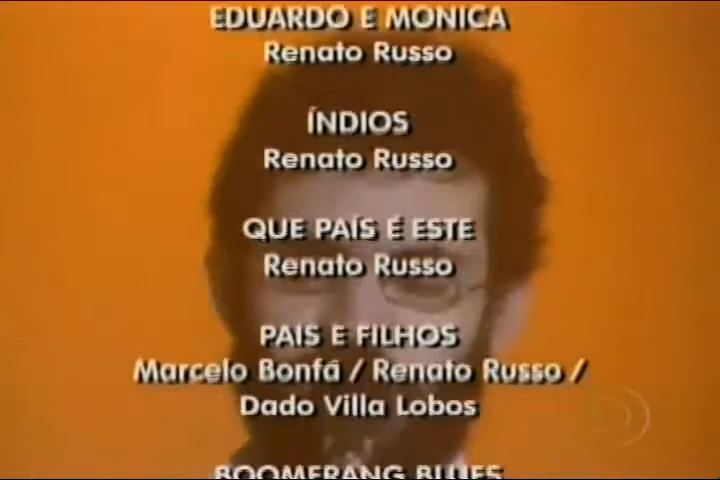 EDUARDO E MONICA
Renato Russo
ÍNDIOS
Renato Russo
QUE PAÍS É ESTE
Renato Russo
PAIS E FILHOS
Marcelo Bonfá / Renato Russo /
Dado Villa Lobos
BOOMERANG BLUES